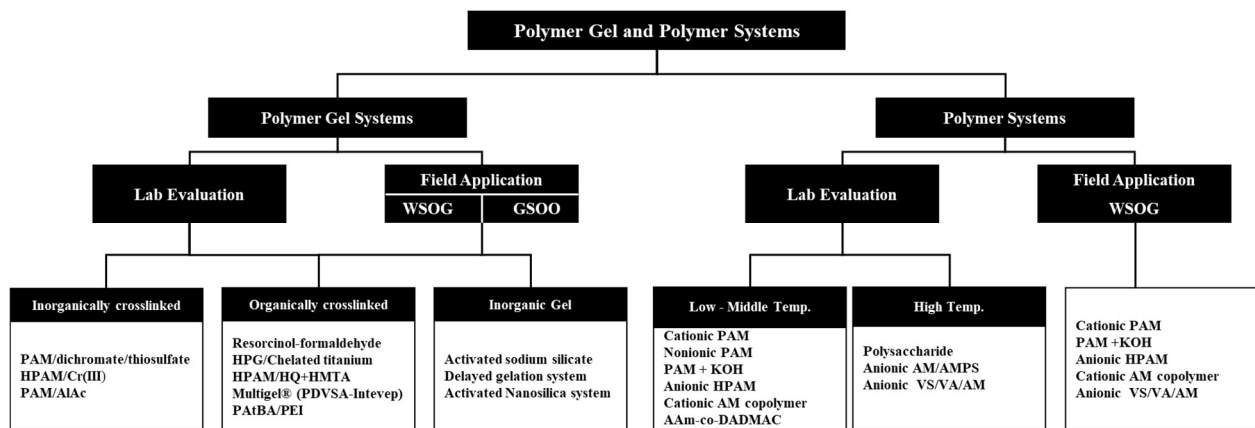 Polymer Gel and Polymer Systems
Polymer Gel Systems
Polymer Systems
Lab Evaluation
Field Application
WSOG
GSOO
Lab Evaluation
Field Application
WSOG
Inorganically crosslinked
PAM/dichromate/thiosulfate
HPAM/Cr(III)
PAM/AlAc
Organically crosslinked
Resorcinol-formaldehyde
HPG/Chelated titanium
HPAM/HQ+HMTA
Multigel® (PDVSA-Intevep)
PAtBA/PEI
Inorganic Gel
Activated sodium silicate
Delayed gelation system
Activated Nanosilica system
Low - Middle Temp.
Cationic PAM
Nonionic PAM
PAM + KOH
Anionic HPAM
Cationic AM copolymer
AAm-co-DADMAC
High Temp.
Polysaccharide
Anionic AM/AMPS
Anionic VS/VA/AM
Cationic PAM
PAM +KOH
Anionic HPAM
Cationic AM copolymer
Anionic VS/VA/AM